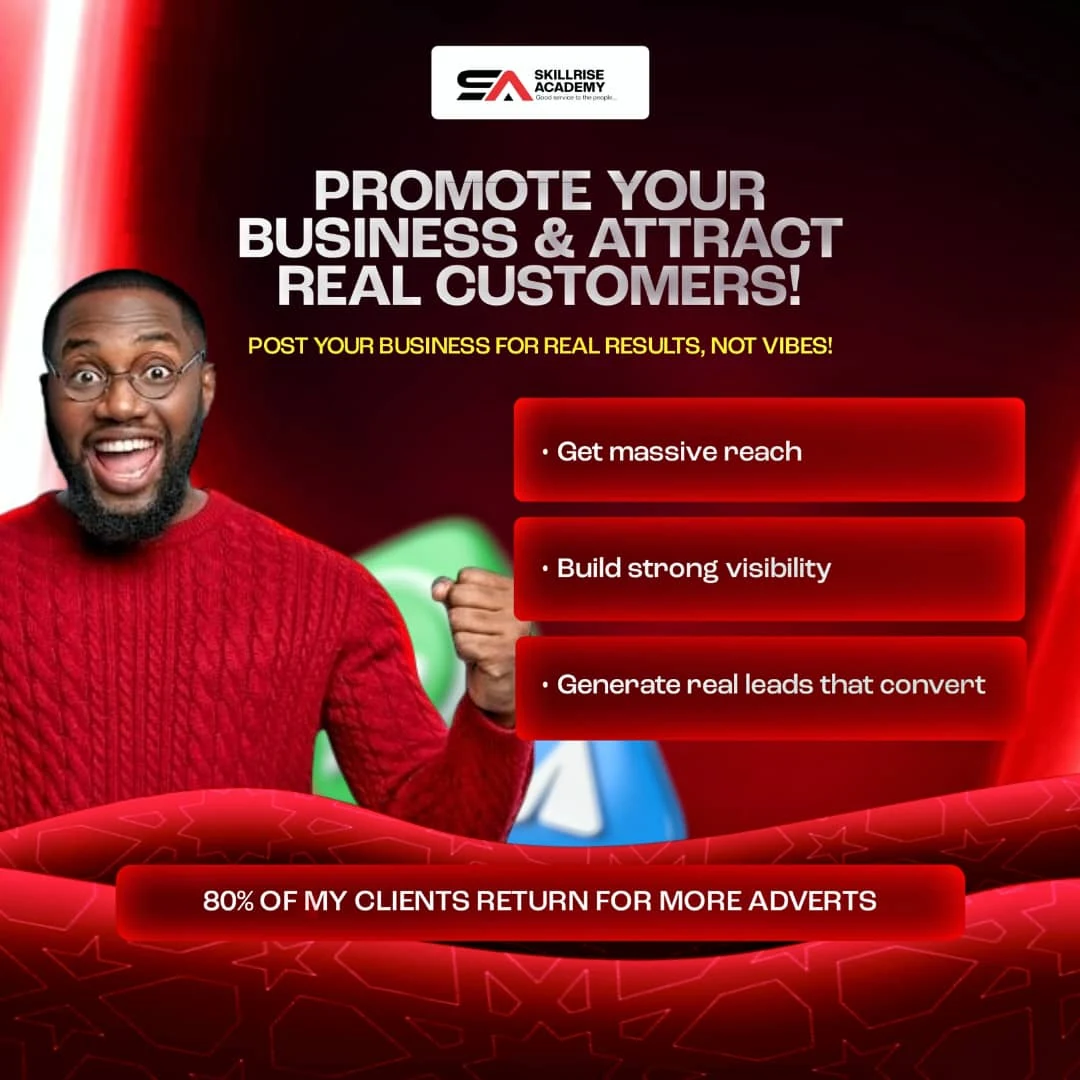 SKILLRISE
ACADEMY
Good service to the people...
PROMOTE YOUR
BUSINESS & ATTRACT
REAL CUSTOMERS!
POST YOUR BUSINESS FOR REAL RESULTS, NOT VIBES!
• Get massive reach
• Build strong visibility
• Generate real leads that convert
80% OF MY CLIENTS RETURN FOR MORE ADVERTS